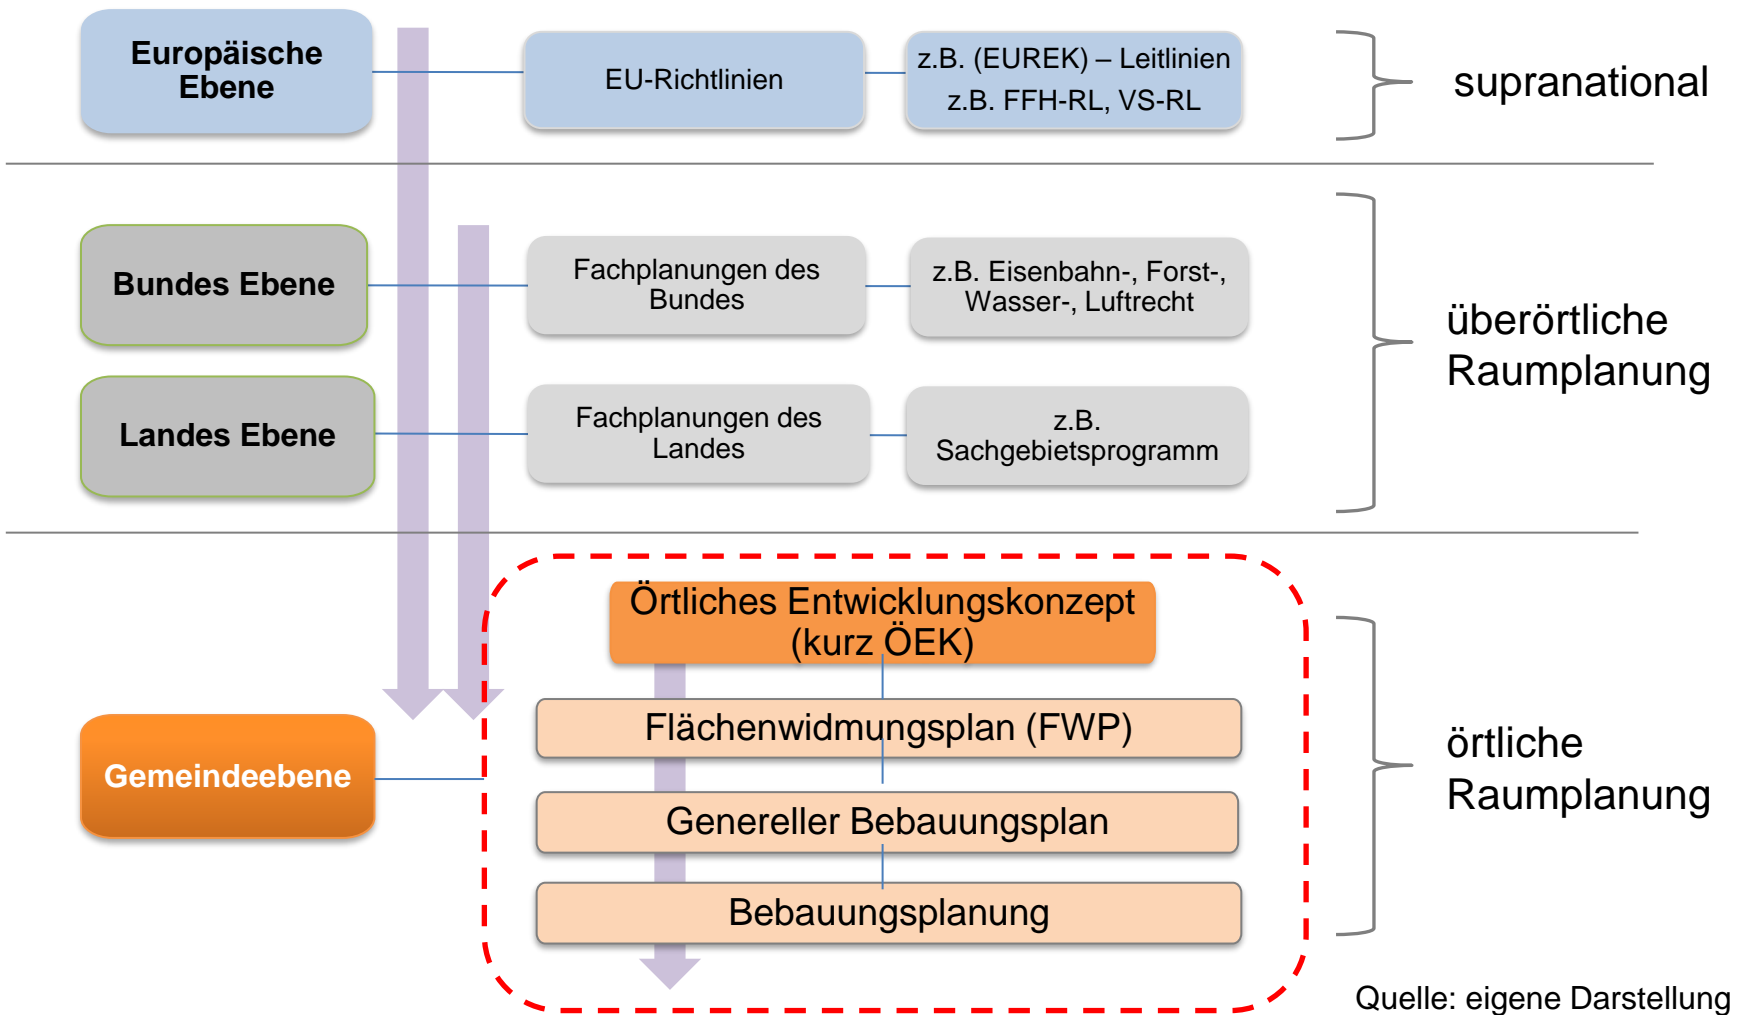 Europäische
Ebene
EU-Richtlinien
z.B. (EUREK) – Leitlinien
z.B. FFH-RL, VS-RL
supranational
Bundes Ebene
Fachplanungen des
Bundes
z.B. Eisenbahn-, Forst-,
Wasser-, Luftrecht
Landes Ebene
Fachplanungen des
Landes
z.B.
Sachgebietsprogramm
überörtliche
Raumplanung
Gemeindeebene
Örtliches Entwicklungskonzept
(kurz ÖEK)
Flächenwidmungsplan (FWP)
Genereller Bebauungsplan
Bebauungsplanung
örtliche
Raumplanung
Quelle: eigene Darstellung